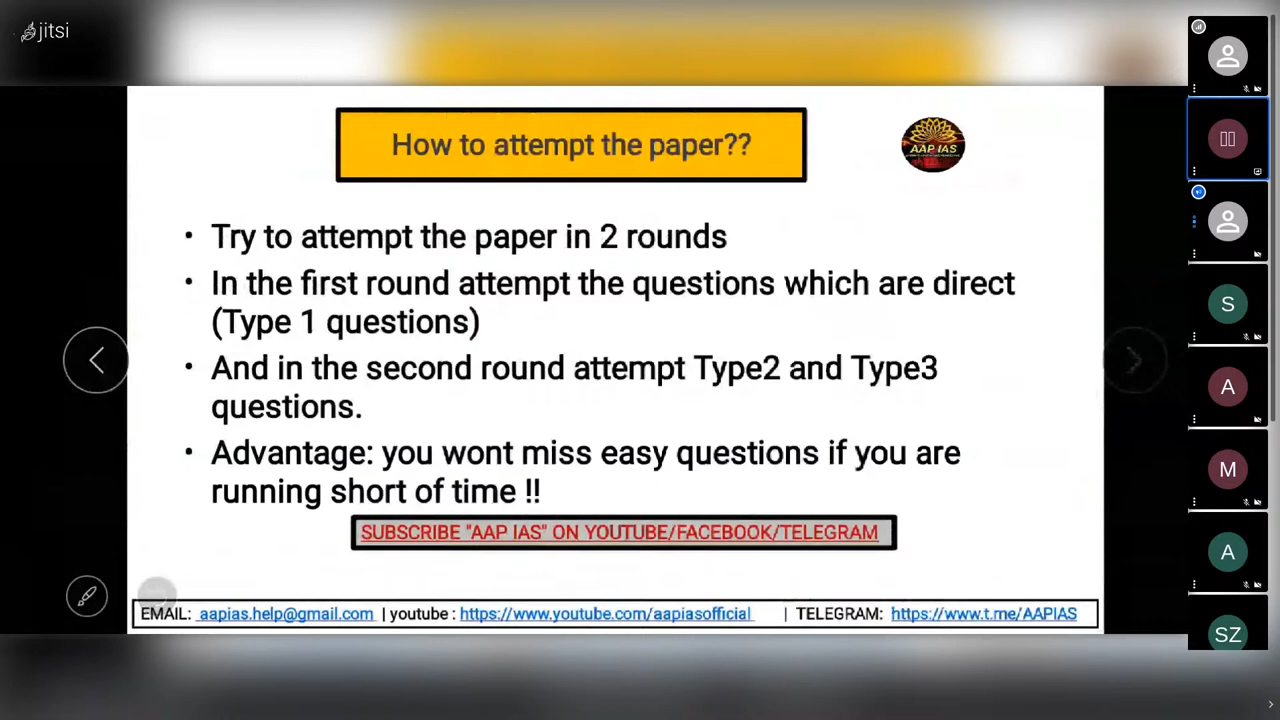 jitsi
How to attempt the paper??
AAP IAS
• Try to attempt the paper in 2 rounds
• In the first round attempt the questions which are direct
(Type 1 questions)
• And in the second round attempt Type2 and Type3
questions.
• Advantage: you wont miss easy questions if you are
running short of time !!
SUBSCRIBE "AAP IAS" ON YOUTUBE/FACEBOOK/TELEGRAM
EMAIL: aapias.help@gmail.com | youtube : https://www.youtube.com/aapiasofficial | TELEGRAM: https://www.t.me/AAPIAS
S
A
M
A
SZ